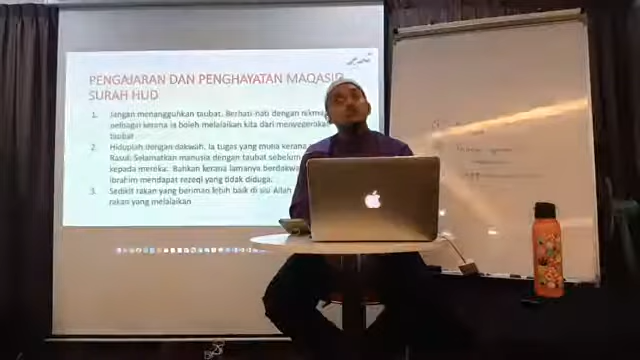 PENGAJARAN DAN PENGHAYATAN MAQASID
SURAH HUD
1. Jangan menangguhkan taubat. Berhati-hati dengan nikmat
kerana ia boleh melalaikan kita dari menyegerakan
taubat
2. Hiduplah dengan dakwah. Ia tugas yang mulia kerana
Rasul. Selamatkan manusia dengan taubat sebelum
kepada mereka. Bahkan kerana lamanya berdakwah
Ibrahim mendapat rezeqi yang tidak diduga.
3. Sedikit rakan yang beriman lebih baik di sisi Allah
rakan yang melalaikan